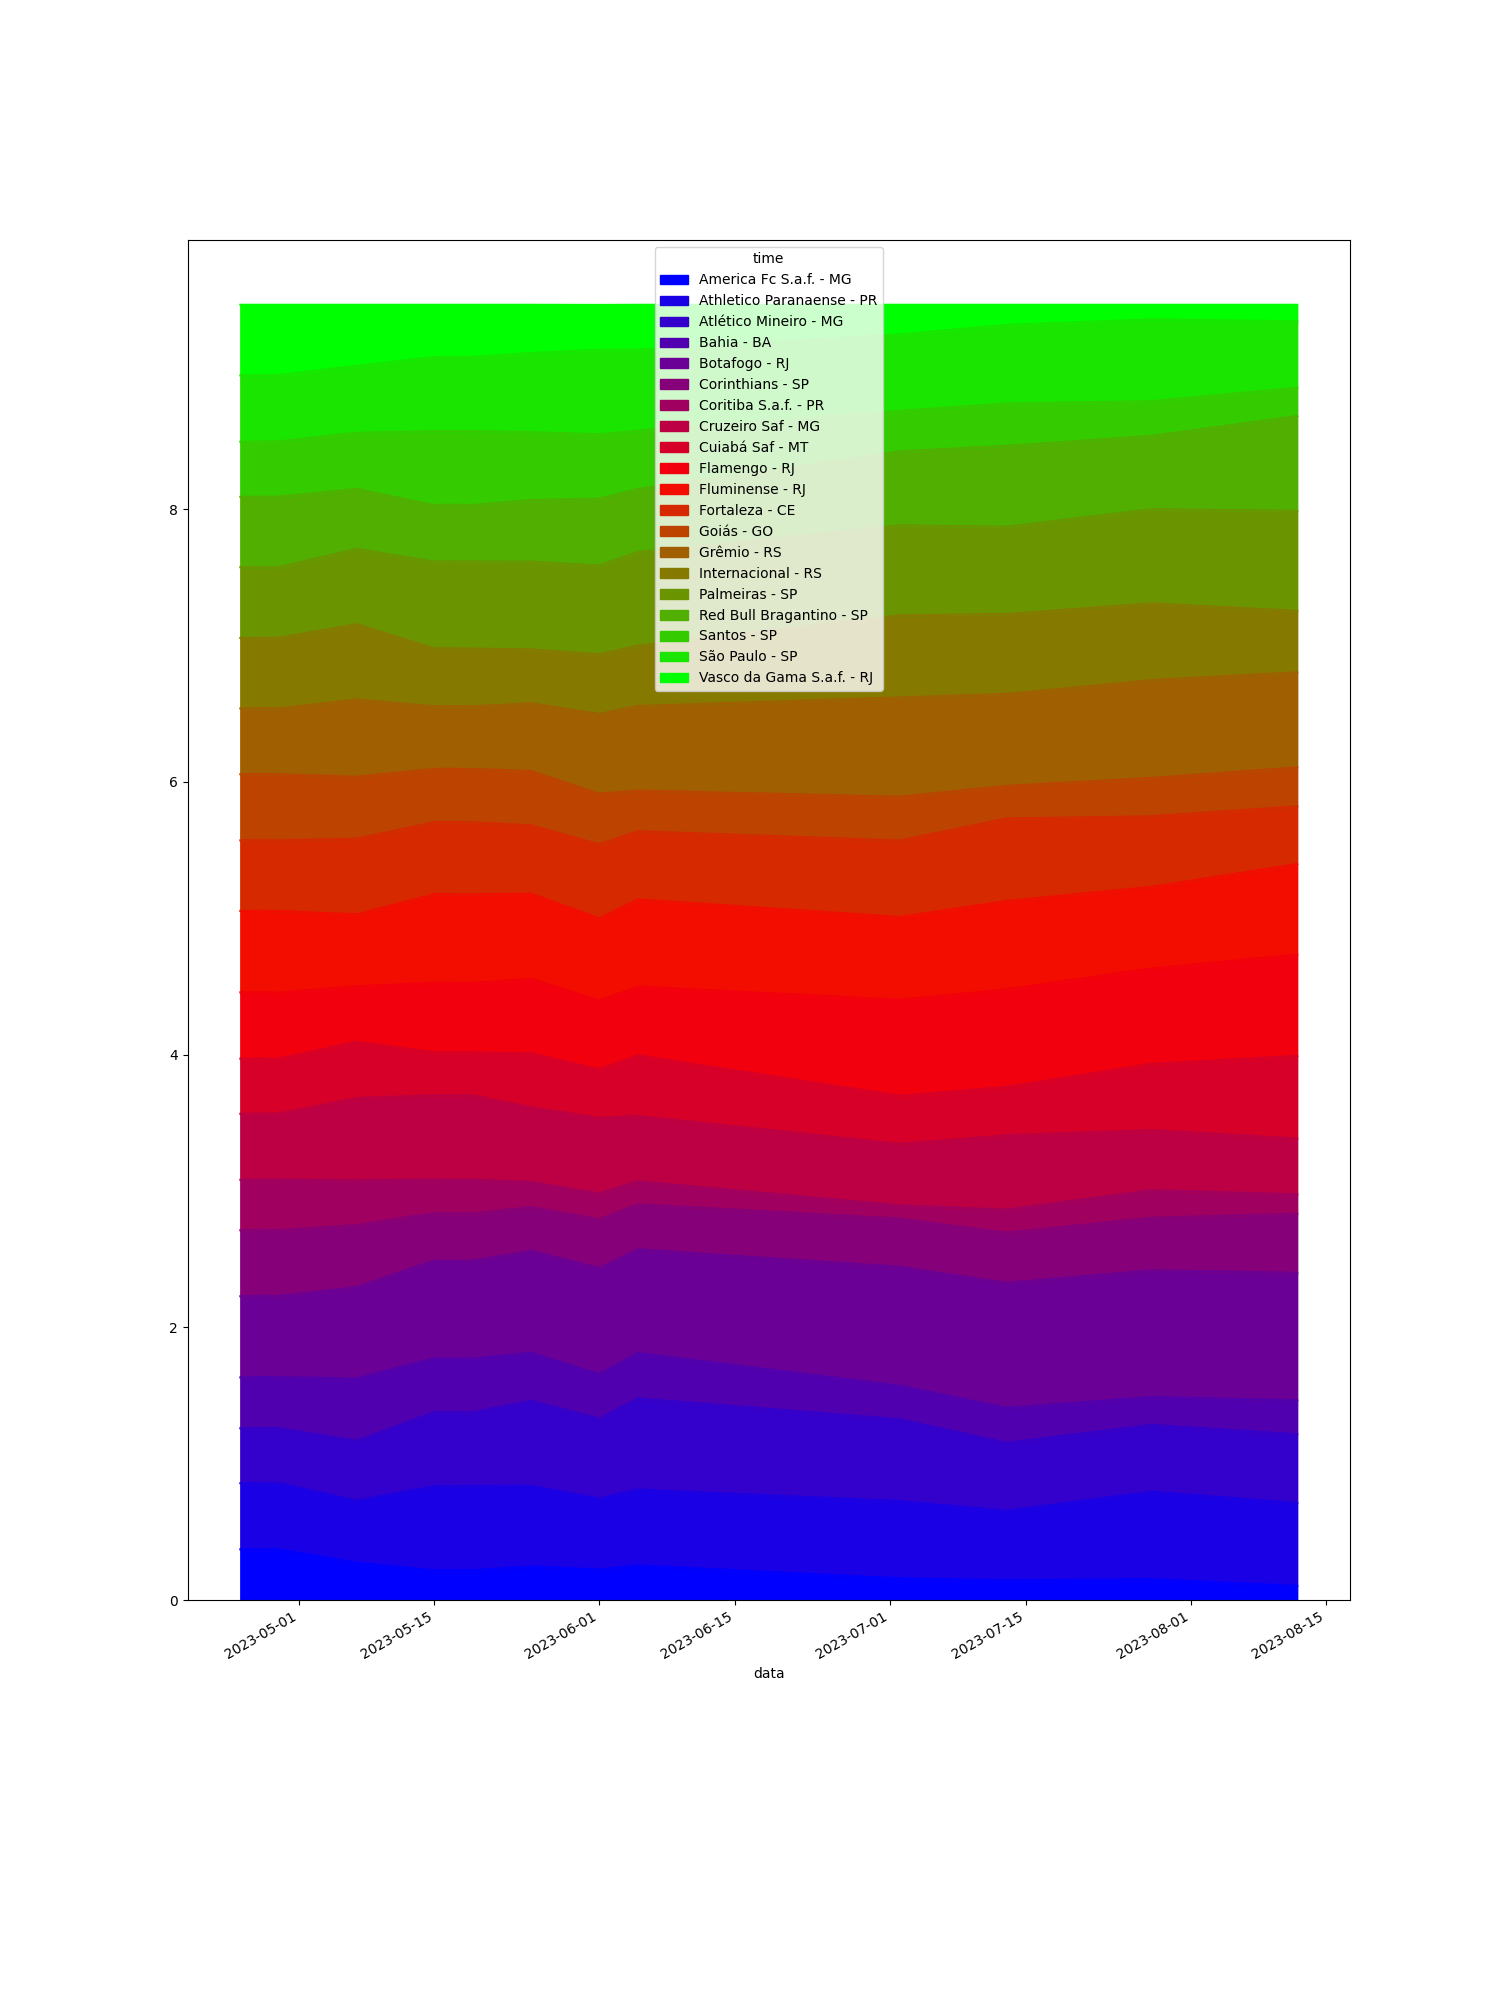 time
America Fc S.a.f. - MG
Athletico Paranaense - PR
Atlético Mineiro - MG
Bahia - BA
Botafogo - RJ
Corinthians - SP
Coritiba S.a.f. - PR
Cruzeiro Saf - MG
Cuiabá Saf - MT
Flamengo - RJ
Fluminense - RJ
Fortaleza - CE
Goiás - GO
Grêmio - RS
Internacional - RS
Palmeiras - SP
Red Bull Bragantino - SP
Santos - SP
São Paulo - SP
Vasco da Gama S.a.f. - RJ
8
6
4
2
0
2023-05-01
2023-05-15
2023-06-01
2023-06-15
2023-07-01
2023-07-15
2023-08-01
2023-08-15
data